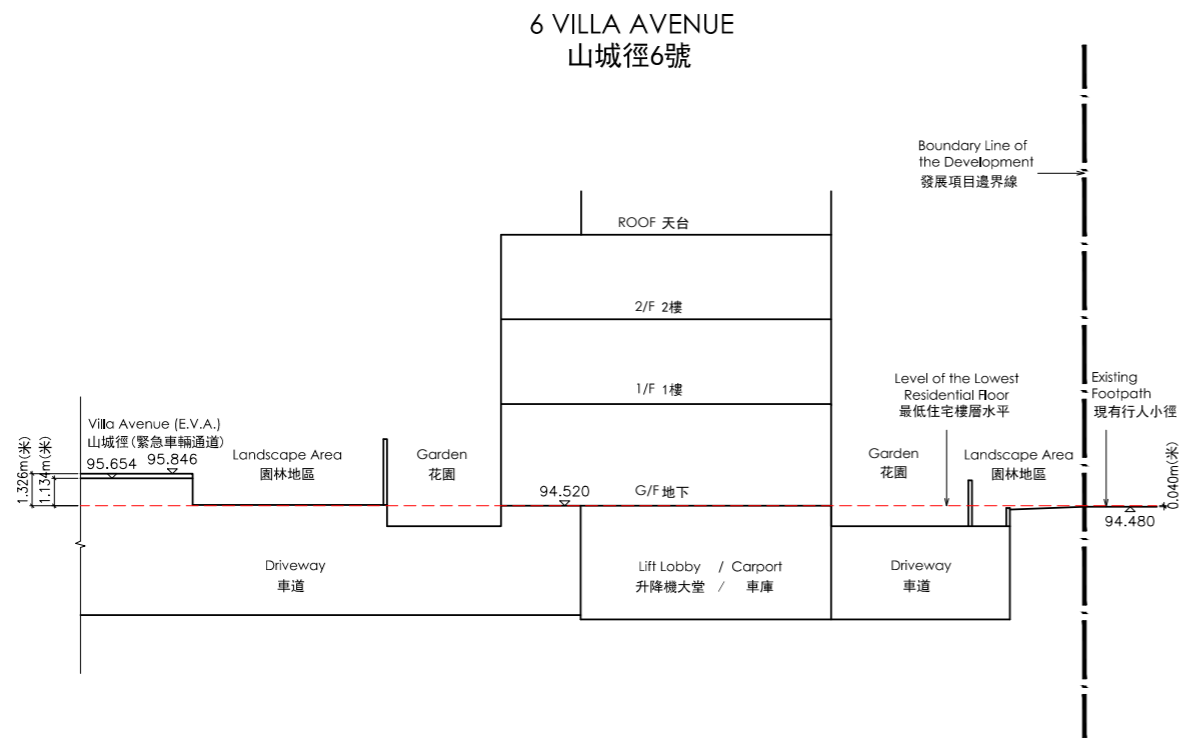 6 VILLA AVENUE
山城徑6號
Boundary Line of
the Development
發展項目邊界線
ROOF 天台
2/F 2樓
1/F 1樓
Level of the Lowest
Residential Floor
最低住宅樓層水平
Existing
Footpath
現有行人小徑
Villa Avenue (E.V.A.)
山城徑(緊急車輛通道)
95.654 95.846
Landscape Area
園林地區
Garden
花園
94.520
G/F 地下
Garden
花園
Landscape Area
園林地區
1.326m(米)
1.134m(米)
0.040m(米)
94.480
Driveway
車道
Lift Lobby / Carport
升降機大堂 / 車庫
Driveway
車道